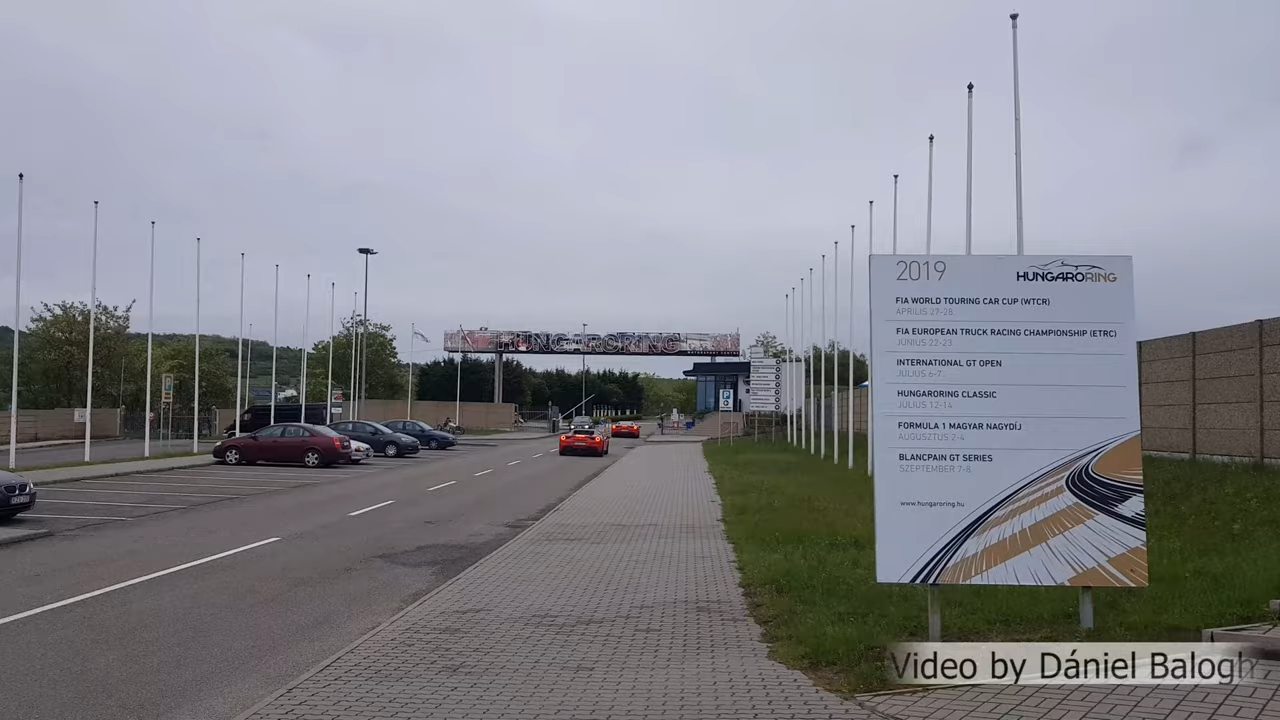 HUNGARORING
MOTORSPORT CENTRE
P
2019
HUNGARORING
FIA WORLD TOURING CAR CUP (WTCR)
ÁPRILIS 27-28.
FIA EUROPEAN TRUCK RACING CHAMPIONSHIP (ETRC)
JÚNIUS 22-23.
INTERNATIONAL GT OPEN
JÚLIUS 6-7.
HUNGARORING CLASSIC
JÚLIUS 12-14.
FORMULA 1 MAGYAR NAGYDÍJ
AUGUSZTUS 2-4.
BLANCPAIN GT SERIES
SZEPTEMBER 7-8.
www.hungaroring.hu
Video by Dániel Balogh